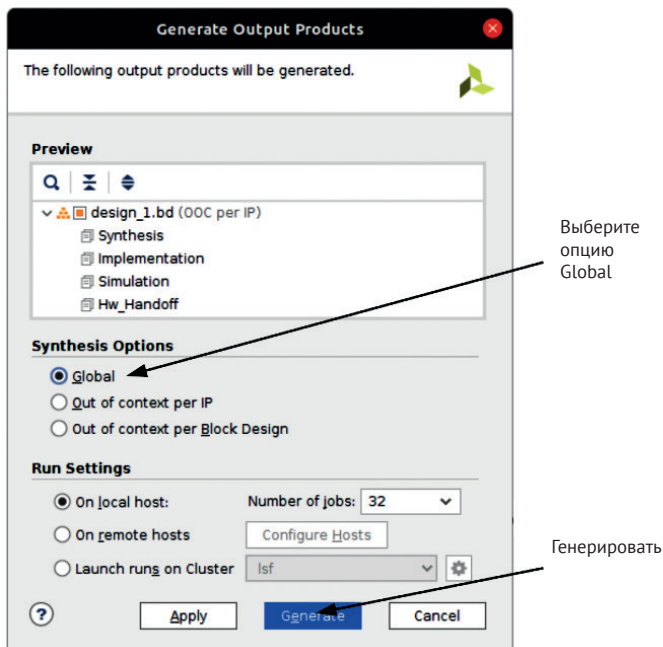 Generate Output Products
The following output products will be generated.
Preview
design_1.bd (OOC per IP)
Synthesis
Implementation
Simulation
Hw_Handoff
Выберите
опцию
Global
Synthesis Options
Global
Out of context per IP
Out of context per Block Design
Run Settings
On local host: Number of jobs: 32
On remote hosts Configure Hosts
Launch runs on Cluster lsf
Генерировать
? Apply Generate Cancel